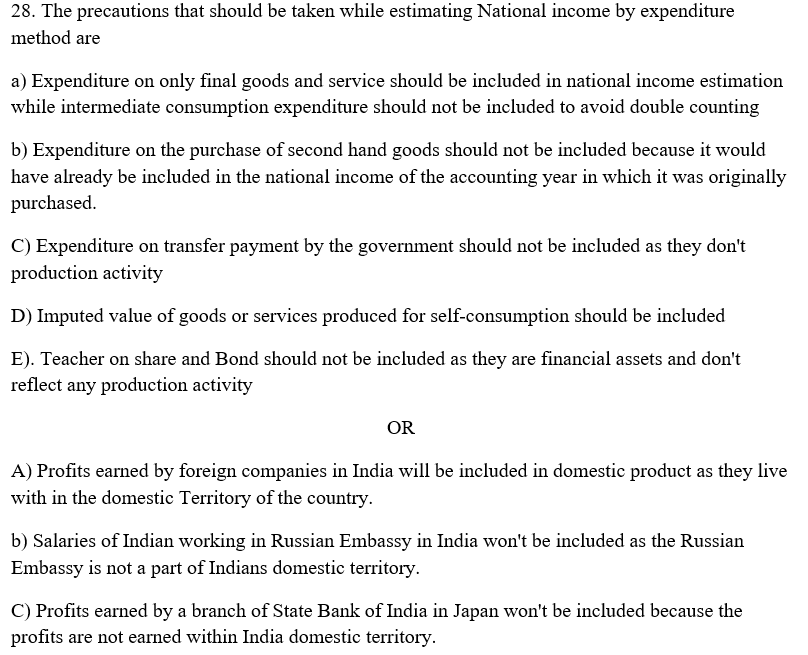 28. The precautions that should be taken while estimating National income by expenditure
method are
a) Expenditure on only final goods and service should be included in national income estimation
while intermediate consumption expenditure should not be included to avoid double counting
b) Expenditure on the purchase of second hand goods should not be included because it would
have already be included in the national income of the accounting year in which it was originally
purchased.
C) Expenditure on transfer payment by the government should not be included as they don't
production activity
D) Imputed value of goods or services produced for self-consumption should be included
E). Teacher on share and Bond should not be included as they are financial assets and don't
reflect any production activity
OR
A) Profits earned by foreign companies in India will be included in domestic product as they live
with in the domestic Territory of the country.
b) Salaries of Indian working in Russian Embassy in India won't be included as the Russian
Embassy is not a part of Indians domestic territory.
C) Profits earned by a branch of State Bank of India in Japan won't be included because the
profits are not earned within India domestic territory.